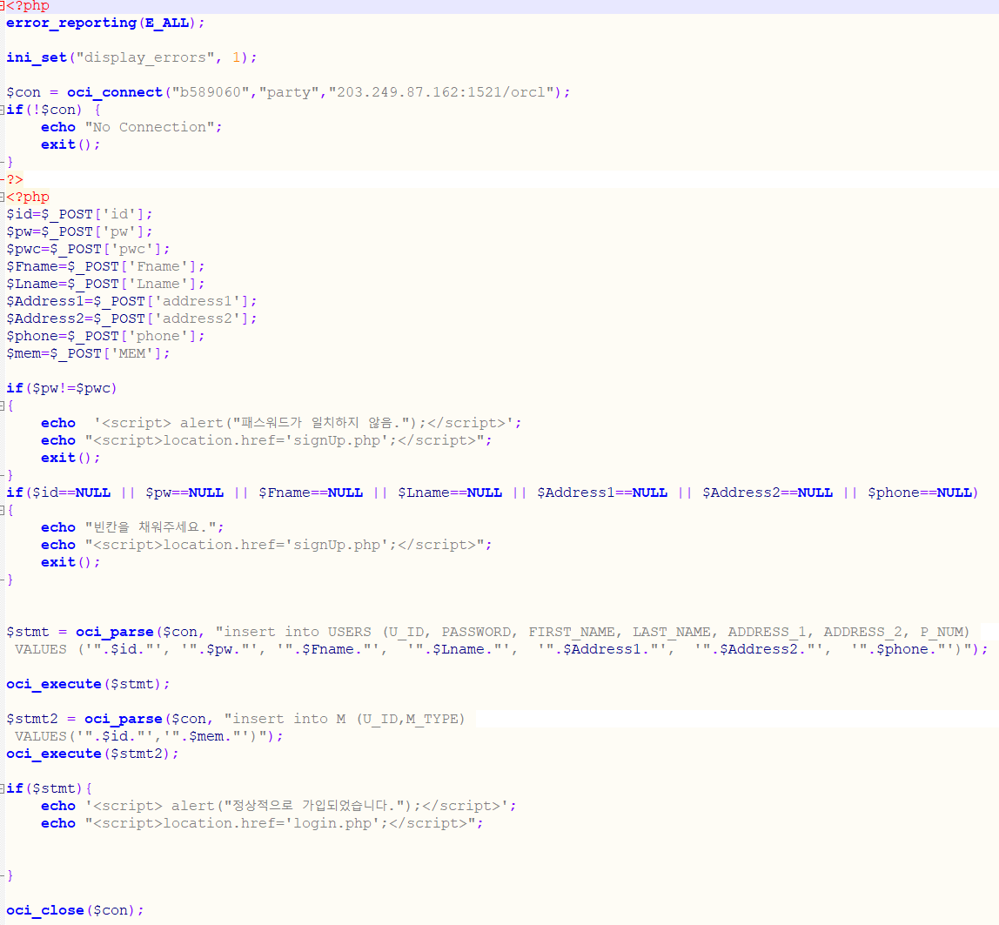 <?php
error_reporting(E_ALL);
ini_set("display_errors", 1);
$con = oci_connect("b589060","party","203.249.87.162:1521/orcl");
if(!$con) {
    echo "No Connection";
    exit();
}
?>
<?php
$id=$_POST['id'];
$pw=$_POST['pw'];
$pwc=$_POST['pwc'];
$Fname=$_POST['Fname'];
$Lname=$_POST['Lname'];
$Address1=$_POST['address1'];
$Address2=$_POST['address2'];
$phone=$_POST['phone'];
$mem=$_POST['MEM'];
if($pw!=$pwc)
{
    echo  '<script> alert("패스워드가 일치하지 않음.");</script>';
    echo "<script>location.href='signUp.php';</script>";
    exit();
}
if($id==NULL || $pw==NULL || $Fname==NULL || $Lname==NULL || $Address1==NULL || $Address2==NULL || $phone==NULL)
{
    echo "빈칸을 채워주세요.";
    echo "<script>location.href='signUp.php';</script>";
    exit();
}
$stmt = oci_parse($con, "insert into USERS (U_ID, PASSWORD, FIRST_NAME, LAST_NAME, ADDRESS_1, ADDRESS_2, P_NUM)
 VALUES ('".$id."', '".$pw."', '".$Fname."',  '".$Lname."',  '".$Address1."',  '".$Address2."',  '".$phone."')");
oci_execute($stmt);
$stmt2 = oci_parse($con, "insert into M (U_ID,M_TYPE)
 VALUES('".$id."','".$mem."')");
oci_execute($stmt2);
if($stmt){
    echo '<script> alert("정상적으로 가입되었습니다.");</script>';
    echo "<script>location.href='login.php';</script>";
}
oci_close($con);